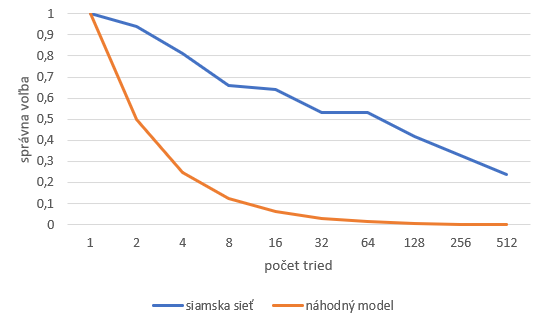 1
0,9
0,8
0,7
0,6
0,5
0,4
0,3
0,2
0,1
0
správna voľba
1 2 4 8 16 32 64 128 256 512
počet tried
siamska sieť náhodný model